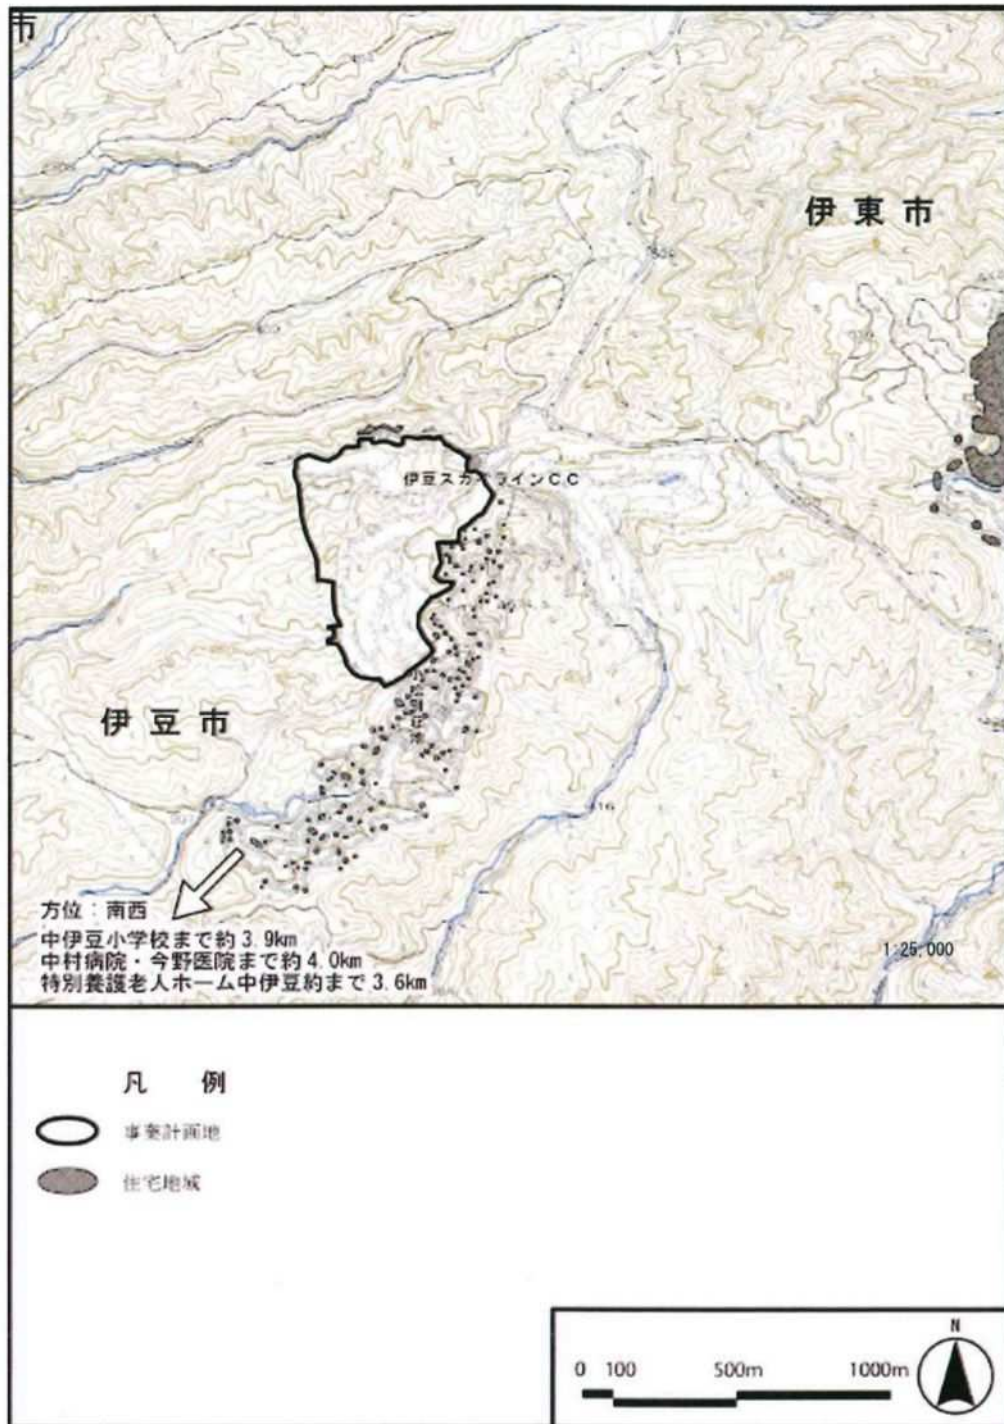 市
伊東市
伊豆スカイラインCC
伊豆市
416
方位：南西
中伊豆小学校まで約3.9km
中村病院・今野医院まで約4.0km
特別養護老人ホーム中伊豆約まで3.6km
1:25,000
凡 例
事業計画地
住宅地域
N
0 100 500m 1000m